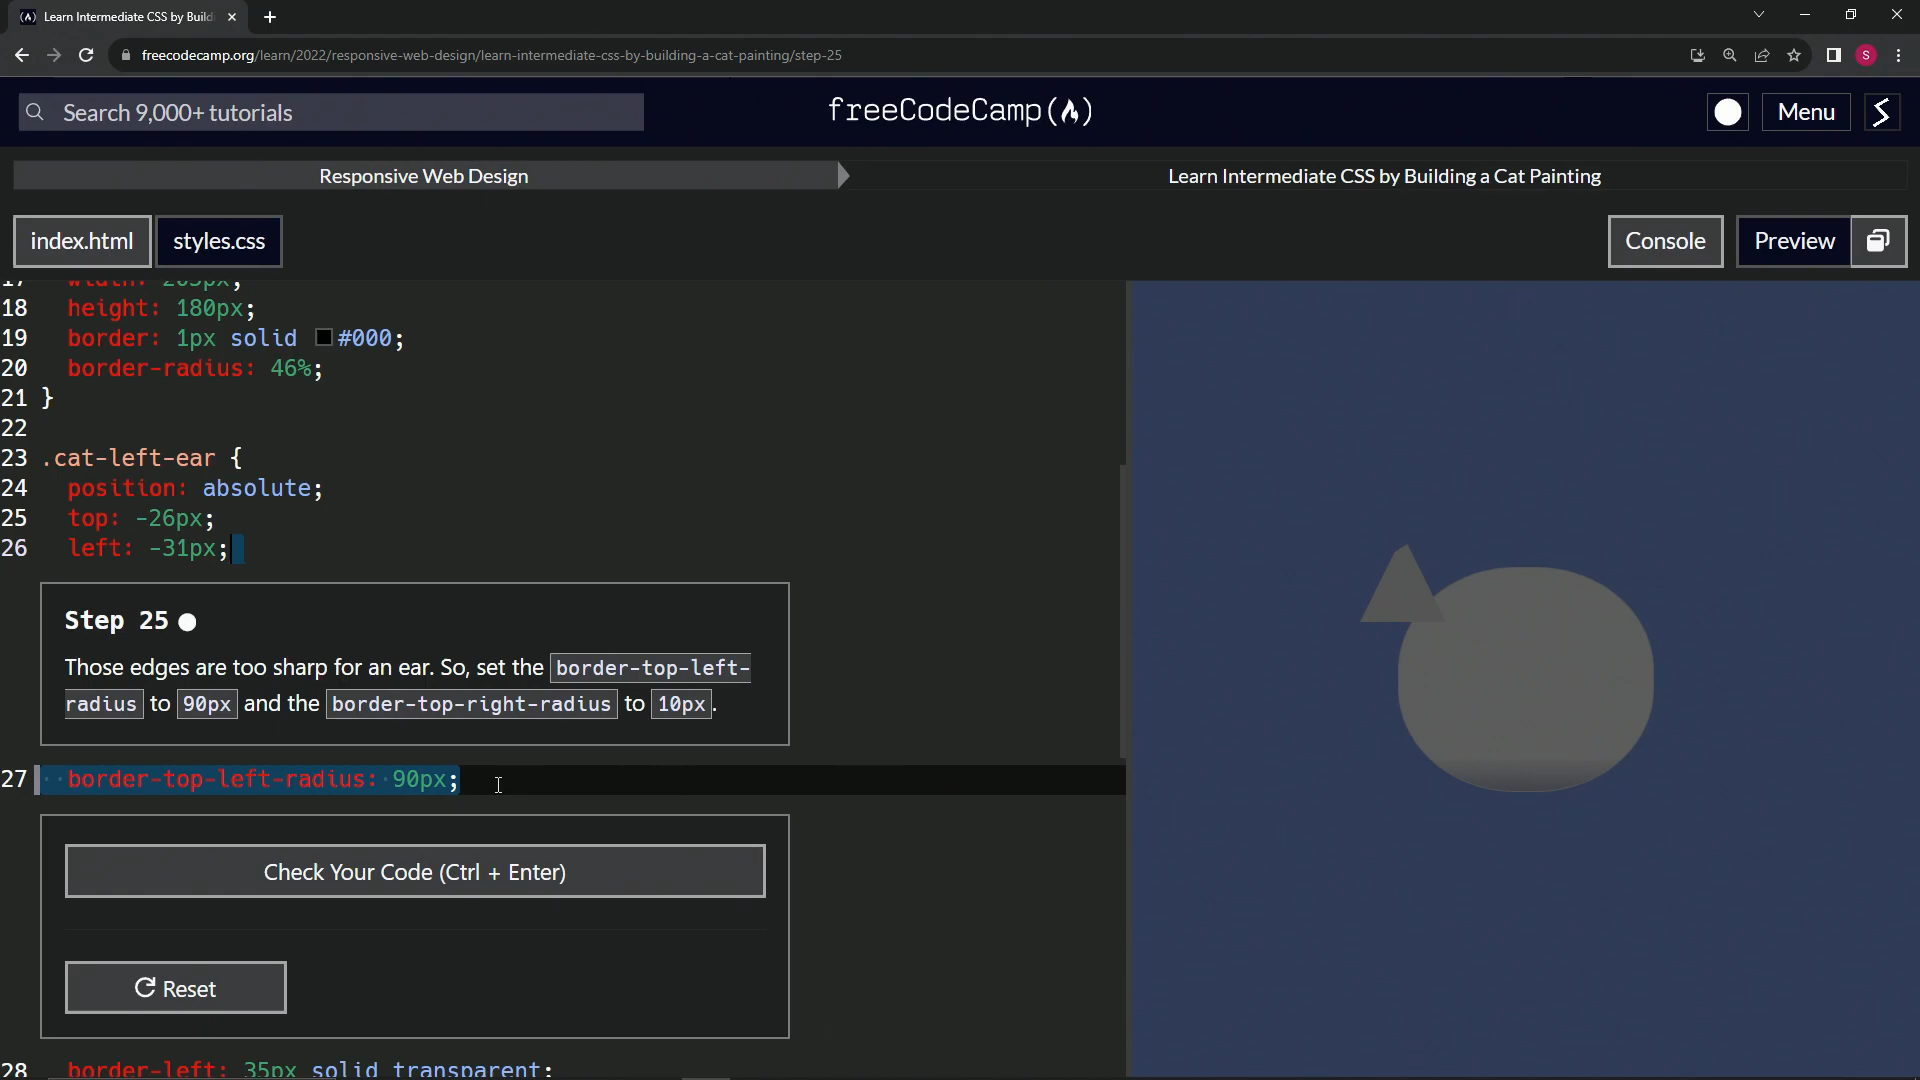 Learn Intermediate CSS by Build
freecodecamp.org/learn/2022/responsive-web-design/learn-intermediate-css-by-building-a-cat-painting/step-25
S
Search 9,000+ tutorials
freeCodeCamp
Menu
Responsive Web Design
Learn Intermediate CSS by Building a Cat Painting
index.html
styles.css
Console
Preview
17 width: 205px;
18 height: 180px;
19 border: 1px solid #000;
20 border-radius: 46%;
21 }
22
23 .cat-left-ear {
24 position: absolute;
25 top: -26px;
26 left: -31px;
Step 25
Those edges are too sharp for an ear. So, set the border-top-left-
radius to 90px and the border-top-right-radius to 10px.
27 border-top-left-radius: 90px;
Check Your Code (Ctrl + Enter)
Reset
28 border-left: 35px solid transparent;